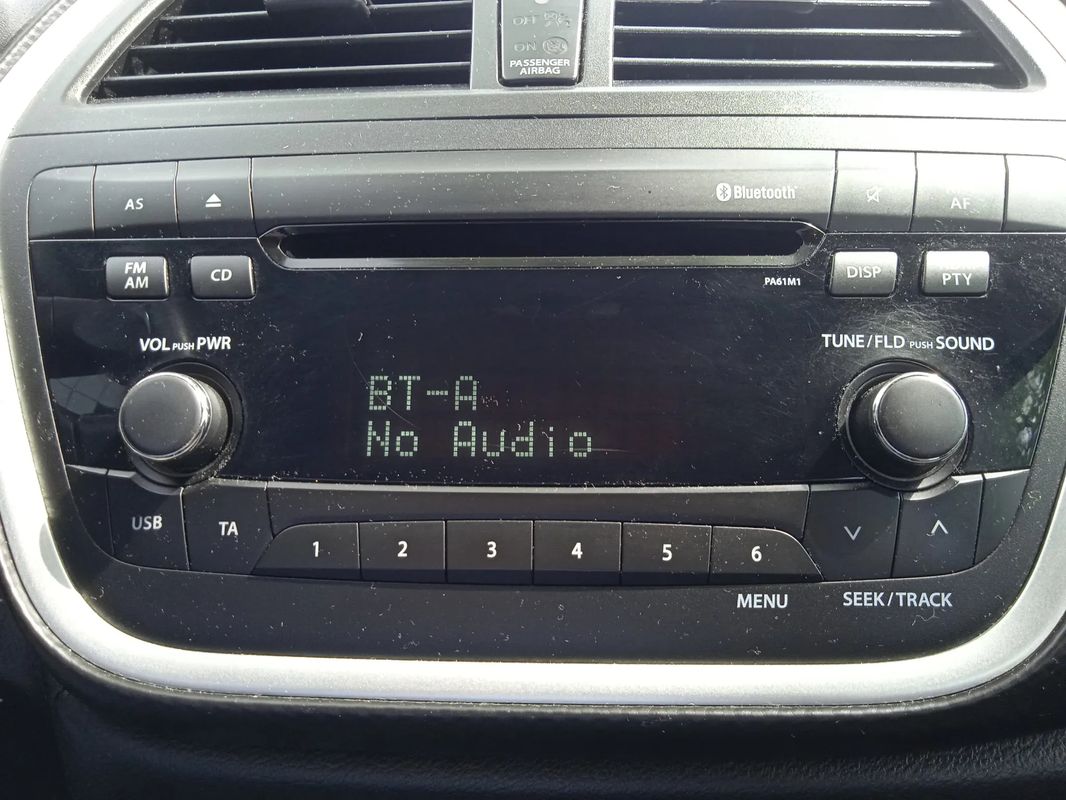 OFF
ON
PASSENGER
AIRBAG
AS
Bluetooth
AF
FM
AM
CD
PA61M1
DISP
PTY
VOL PUSH PWR
TUNE/FLD PUSH SOUND
BT-A
No Audio
USB
TA
1
2
3
4
5
6
MENU
SEEK/TRACK